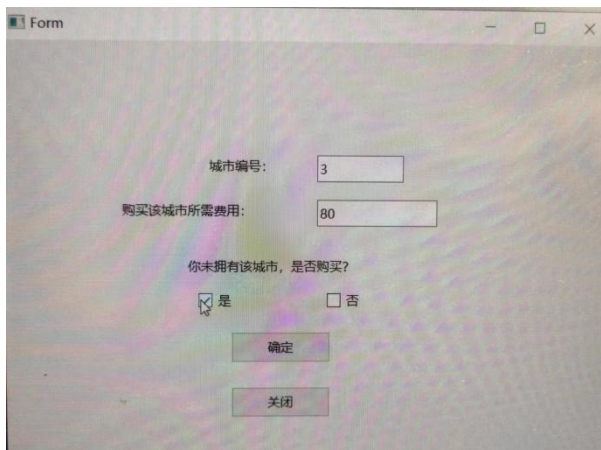 Form
城市编号：
3
购买该城市所需费用：
80
你未拥有该城市，是否购买？
是
否
确定
关闭